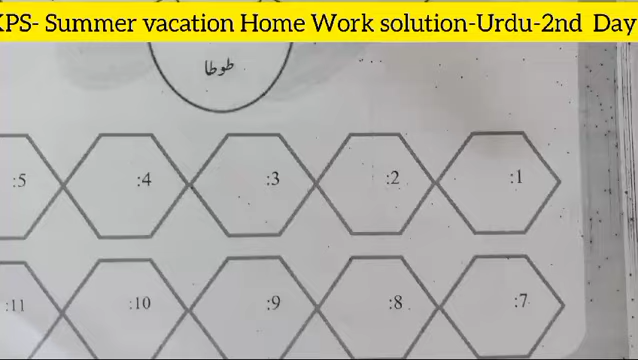 KPS- Summer vacation Home Work solution-Urdu-2nd Day
طوطا
:1 :2 :3 :4 :5
:7 :8 :9 :10 :11